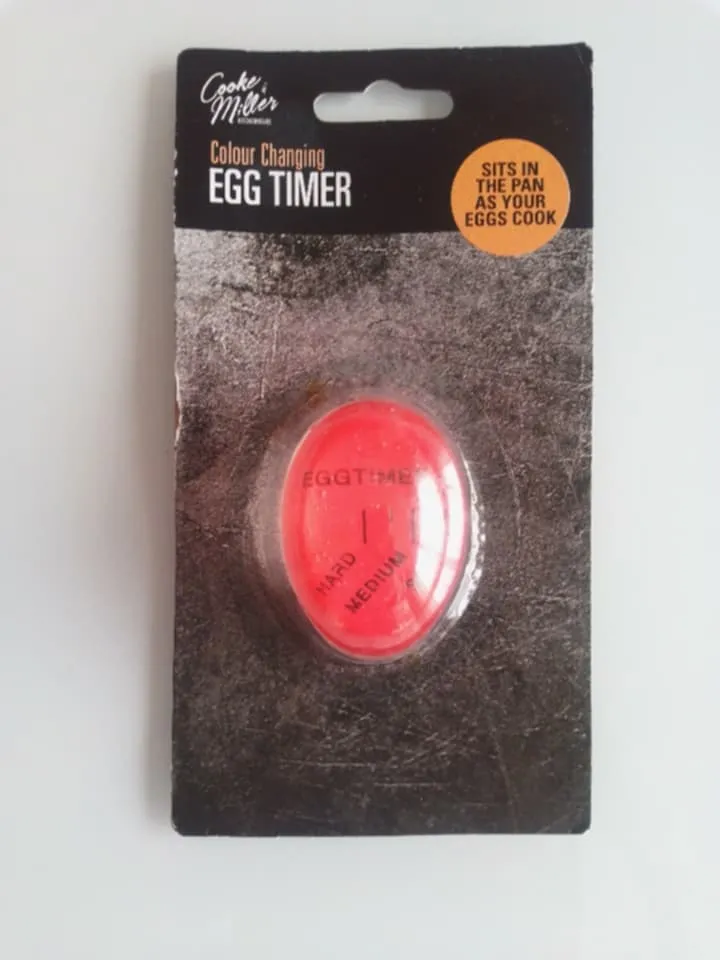 Cooke &
Miller
Colour Changing
EGG TIMER
SITS IN
THE PAN
AS YOUR
EGGS COOK
EGGTIME
HARD
MEDIUM